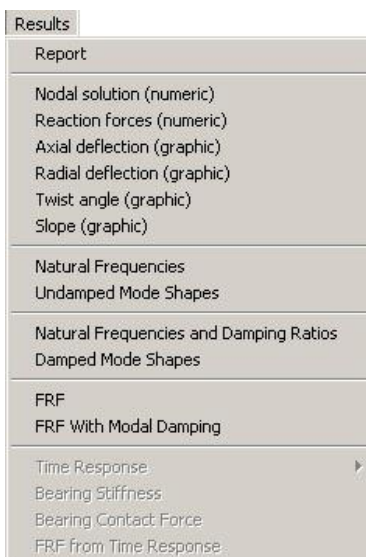 Results
Report
Nodal solution (numeric)
Reaction forces (numeric)
Axial deflection (graphic)
Radial deflection (graphic)
Twist angle (graphic)
Slope (graphic)
Natural Frequencies
Undamped Mode Shapes
Natural Frequencies and Damping Ratios
Damped Mode Shapes
FRF
FRF With Modal Damping
Time Response
Bearing Stiffness
Bearing Contact Force
FRF from Time Response